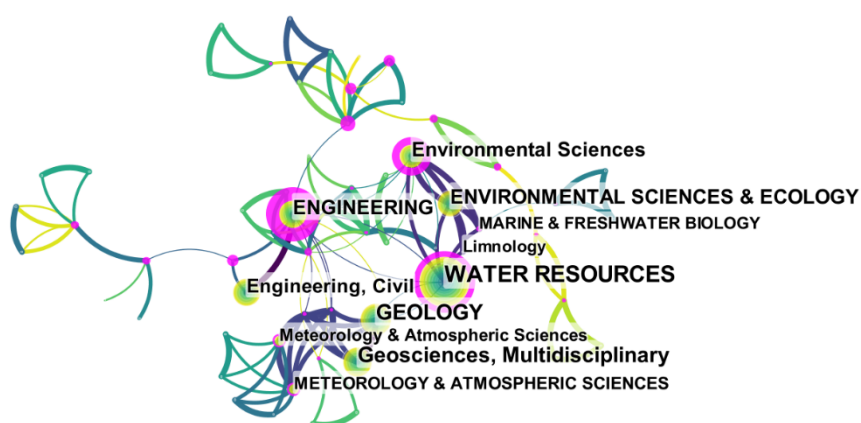 Environmental Sciences
ENVIRONMENTAL SCIENCES & ECOLOGY
ENGINEERING
MARINE & FRESHWATER BIOLOGY
Limnology
WATER RESOURCES
Engineering, Civil
GEOLOGY
Meteorology & Atmospheric Sciences
Geosciences, Multidisciplinary
METEOROLOGY & ATMOSPHERIC SCIENCES